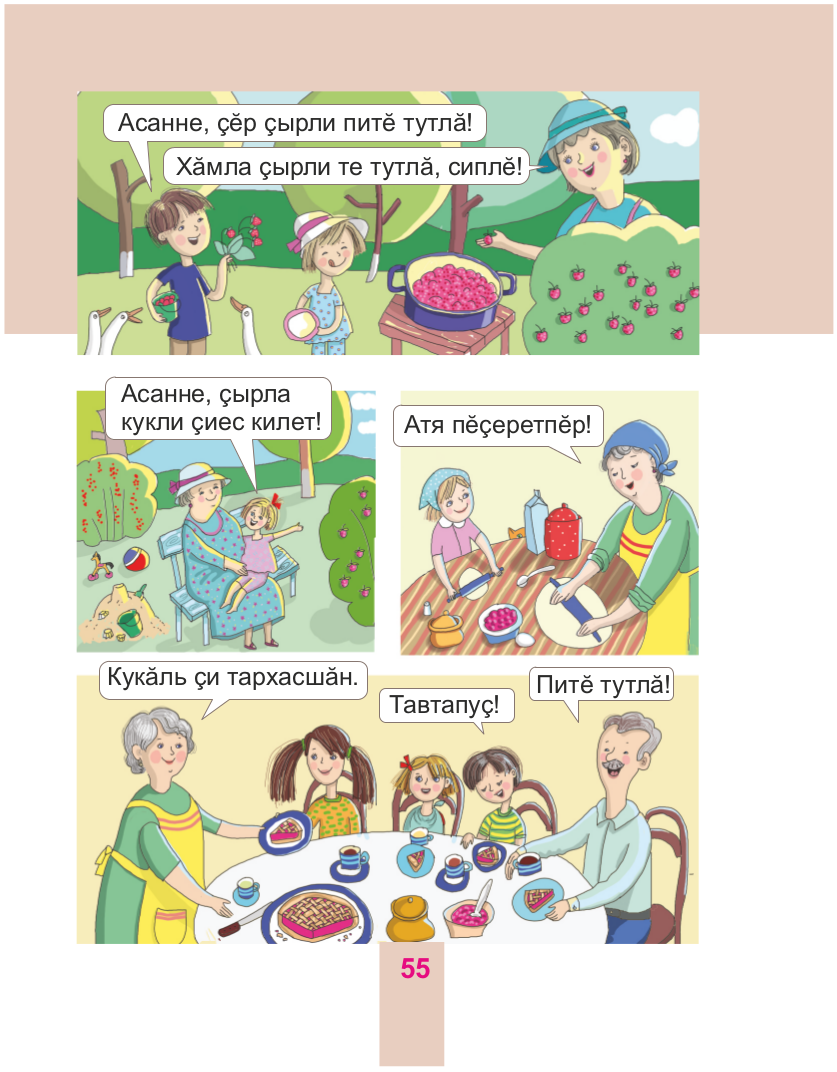 Асанне, ҫӗр ҫырли питӗ тутлӑ!
Хӑмла ҫырли те тутлӑ, сиплӗ!
Асанне, ҫырла
кукли ҫиес килет!
Атя пӗҫеретпӗр!
Кукӑль ҫи тархасшӑн.
Тавтапуҫ!
Питӗ тутлӑ!
55